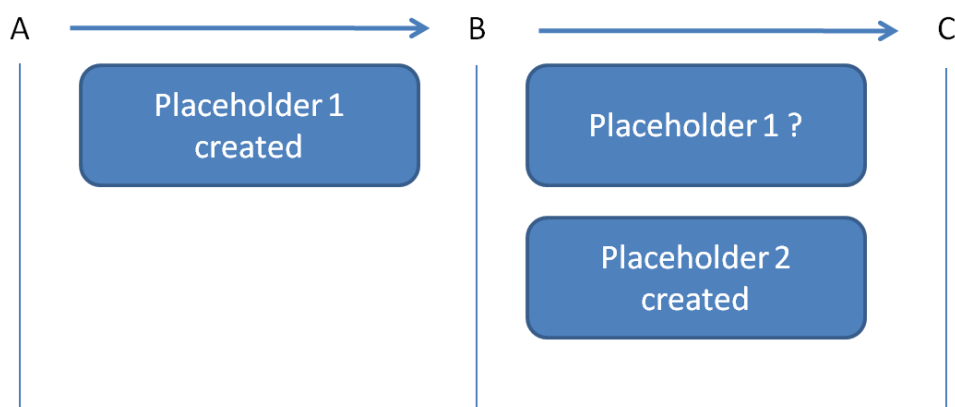 A
B
C
Placeholder 1
created
Placeholder 1 ?
Placeholder 2
created